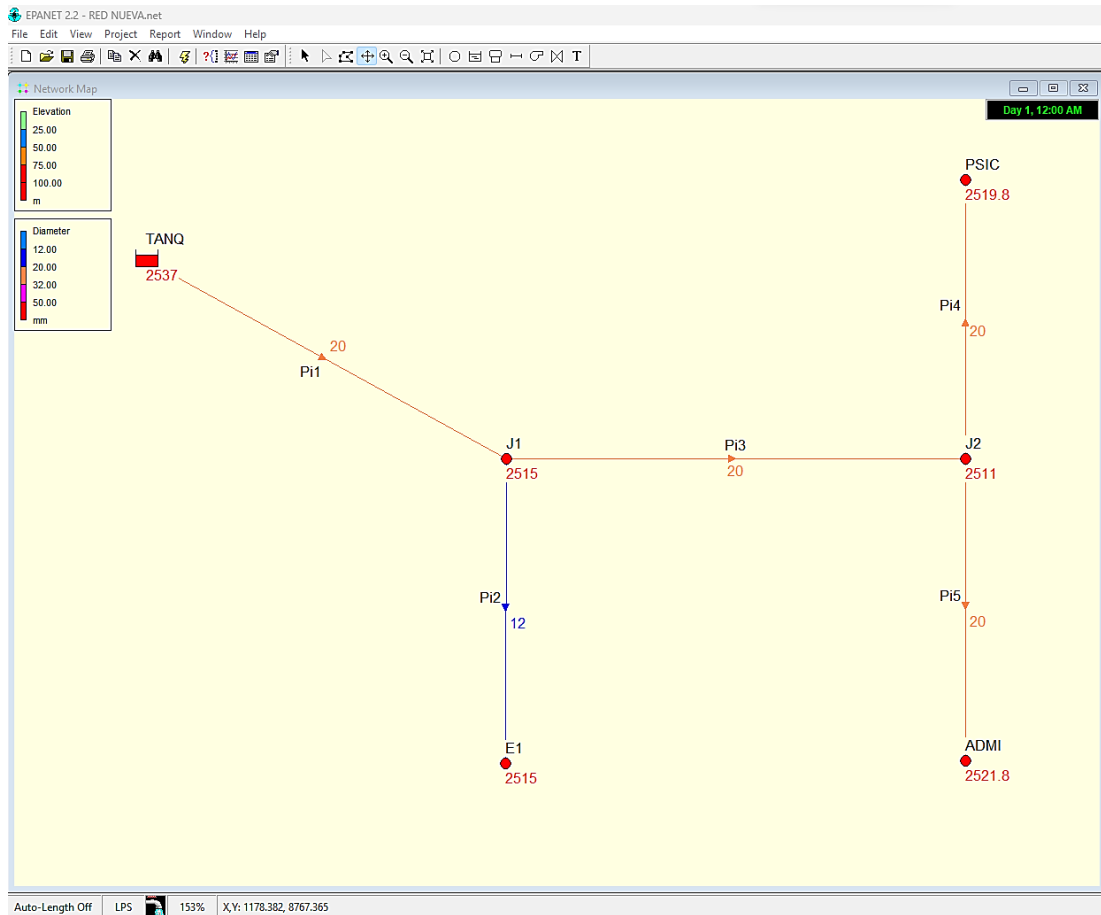 EPANET 2.2 - RED NUEVA.net
File Edit View Project Report Window Help
T
Network Map
Day 1, 12:00 AM
Elevation
25.00
50.00
75.00
100.00
m
Diameter
12.00
20.00
32.00
50.00
mm
TANQ
2537
20
Pi1
PSIC
2519.8
Pi4
20
J1
2515
Pi3
20
J2
2511
Pi2
12
Pi5
20
E1
2515
ADMI
2521.8
Auto-Length Off LPS 153% X,Y: 1178.382, 8767.365